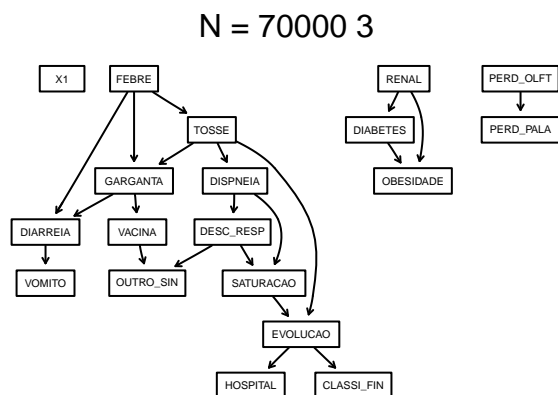 N = 70000 3
X1 FEBRE RENAL PERD_OLFT
TOSSE DIABETES PERD_PALA
GARGANTA DISPNEIA OBESIDADE
DIARREIA VACINA DESC_RESP
VOMITO OUTRO_SIN SATURACAO
EVOLUCAO
HOSPITAL CLASSI_FIN